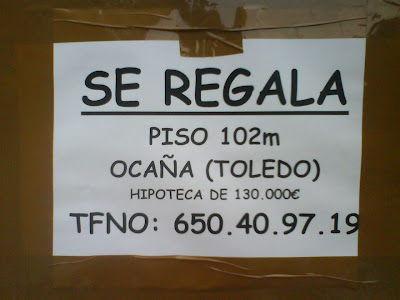 SE REGALA
PISO 102m
OCAÑA (TOLEDO)
HIPOTECA DE 130.000€
TFNO: 650.40.97.19